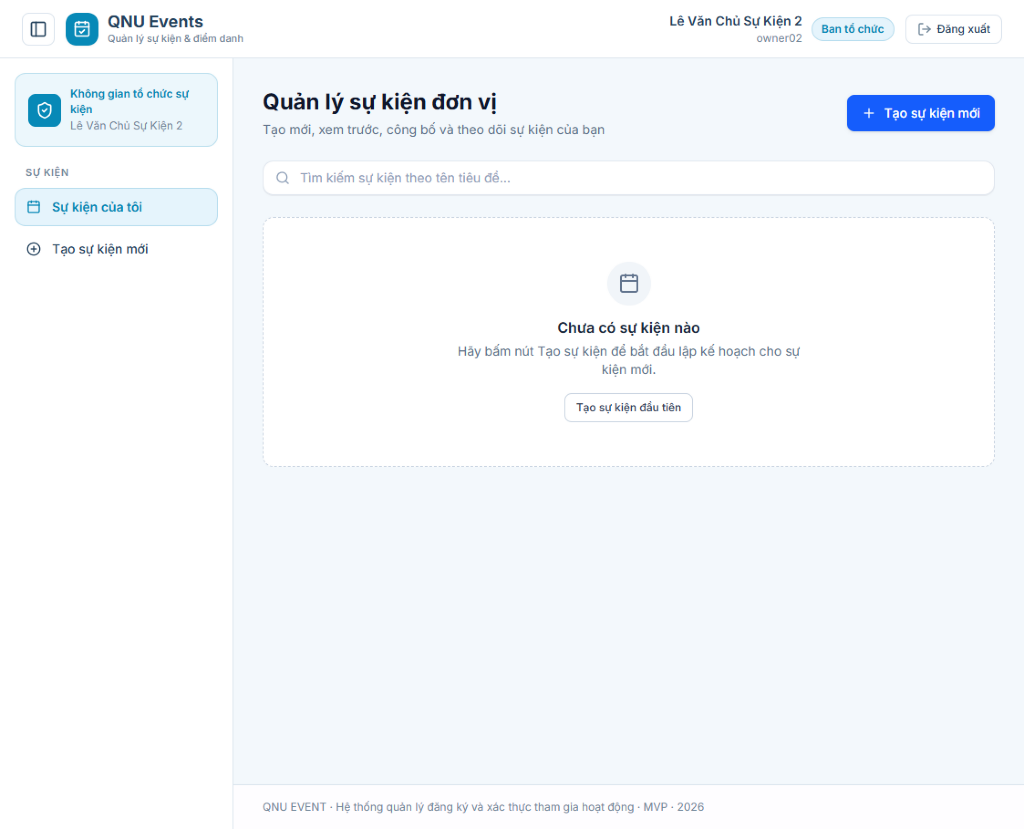 QNU Events
Quản lý sự kiện & điểm danh
Lê Văn Chủ Sự Kiện 2
owner02
Ban tổ chức
Đăng xuất
Không gian tổ chức sự
kiện
Lê Văn Chủ Sự Kiện 2
SỰ KIỆN
Sự kiện của tôi
Tạo sự kiện mới
Quản lý sự kiện đơn vị
Tạo mới, xem trước, công bố và theo dõi sự kiện của bạn
Tạo sự kiện mới
Tìm kiếm sự kiện theo tên tiêu đề...
Chưa có sự kiện nào
Hãy bấm nút Tạo sự kiện để bắt đầu lập kế hoạch cho sự
kiện mới.
Tạo sự kiện đầu tiên
QNU EVENT · Hệ thống quản lý đăng ký và xác thực tham gia hoạt động · MVP · 2026